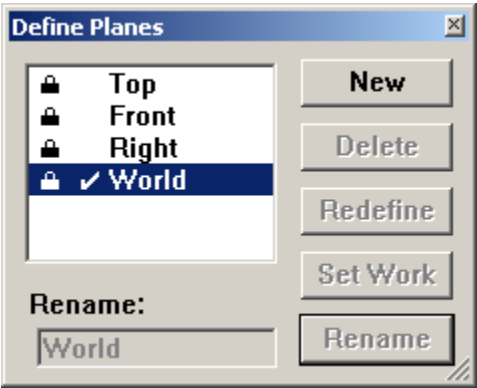 Define Planes
Top
Front
Right
World
New
Delete
Redefine
Set Work
Rename
Rename:
World